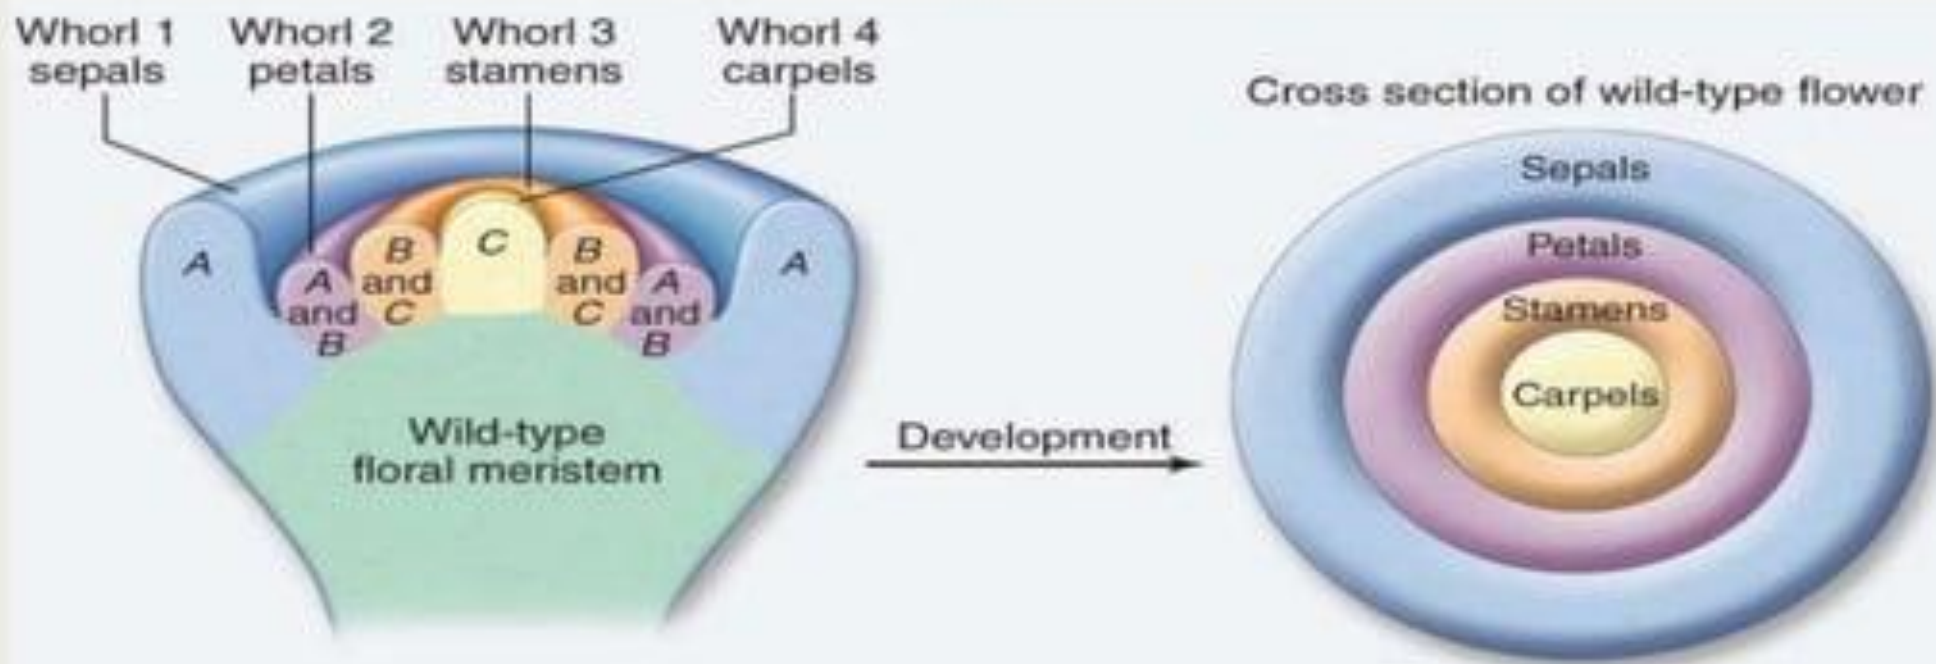 Whorl 1
sepals
Whorl 2
petals
Whorl 3
stamens
Whorl 4
carpels
A
A
and
B
B
and
C
C
B
and
C
A
and
B
A
Wild-type
floral meristem
Development
Cross section of wild-type flower
Sepals
Petals
Stamens
Carpels